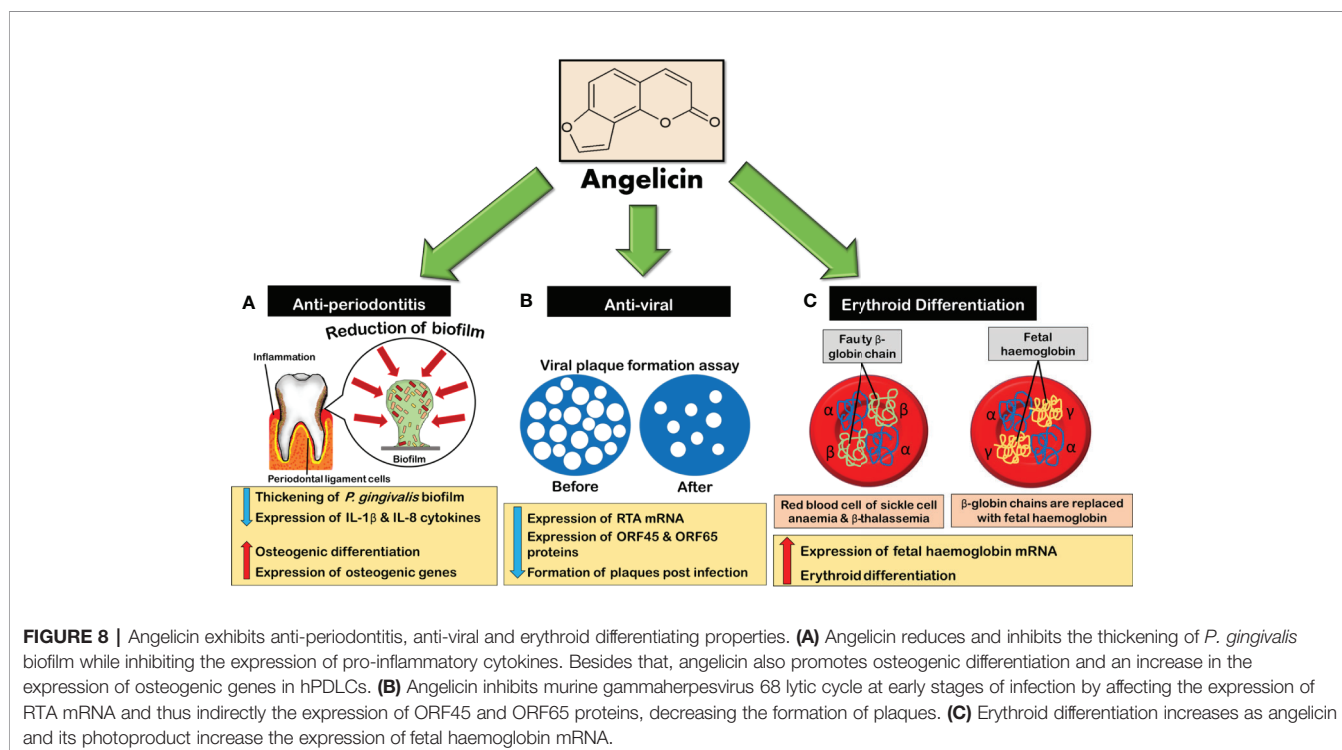 O
O
O
Angelicin
A
Anti-periodontitis
Reduction of biofilm
Inflammation
Biofilm
Periodontal ligament cells
Thickening of P. gingivalis biofilm
Expression of IL-1β & IL-8 cytokines
Osteogenic differentiation
Expression of osteogenic genes
B
Anti-viral
Viral plaque formation assay
Before
After
Expression of RTA mRNA
Expression of ORF45 & ORF65
proteins
Formation of plaques post infection
C
Erythroid Differentiation
Fauty β-
globin chain
α
β
β
α
Red blood cell of sickle cell
anaemia & β-thalassemia
Fetal
haemoglobin
α
γ
γ
α
β-globin chains are replaced
with fetal haemoglobin
Expression of fetal haemoglobin mRNA
Erythroid differentiation
FIGURE 8 | Angelicin exhibits anti-periodontitis, anti-viral and erythroid differentiating properties. (A) Angelicin reduces and inhibits the thickening of P. gingivalis
biofilm while inhibiting the expression of pro-inflammatory cytokines. Besides that, angelicin also promotes osteogenic differentiation and an increase in the
expression of osteogenic genes in hPDLCs. (B) Angelicin inhibits murine gammaherpesvirus 68 lytic cycle at early stages of infection by affecting the expression of
RTA mRNA and thus indirectly the expression of ORF45 and ORF65 proteins, decreasing the formation of plaques. (C) Erythroid differentiation increases as angelicin
and its photoproduct increase the expression of fetal haemoglobin mRNA.